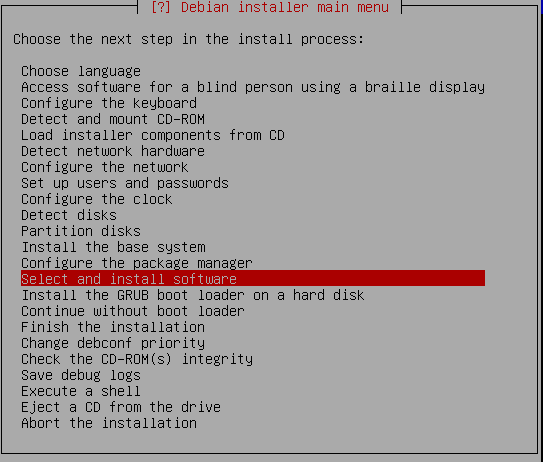 [?] Debian installer main menu
Choose the next step in the install process:
Choose language
Access software for a blind person using a braille display
Configure the keyboard
Detect and mount CD-ROM
Load installer components from CD
Detect network hardware
Configure the network
Set up users and passwords
Configure the clock
Detect disks
Partition disks
Install the base system
Configure the package manager
Select and install software
Install the GRUB boot loader on a hard disk
Continue without boot loader
Finish the installation
Change debconf priority
Check the CD-ROM(s) integrity
Save debug logs
Execute a shell
Eject a CD from the drive
Abort the installation